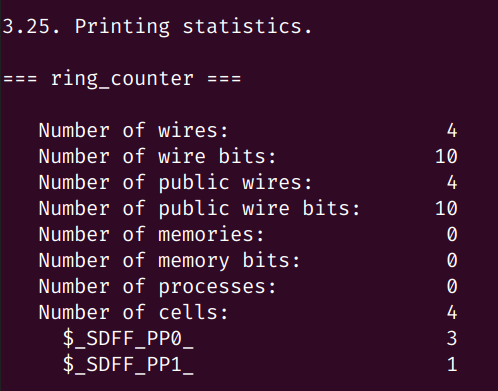 3.25. Printing statistics.
=== ring_counter ===
Number of wires: 4
Number of wire bits: 10
Number of public wires: 4
Number of public wire bits: 10
Number of memories: 0
Number of memory bits: 0
Number of processes: 0
Number of cells: 4
$_SDFF_PP0_ 3
$_SDFF_PP1_ 1